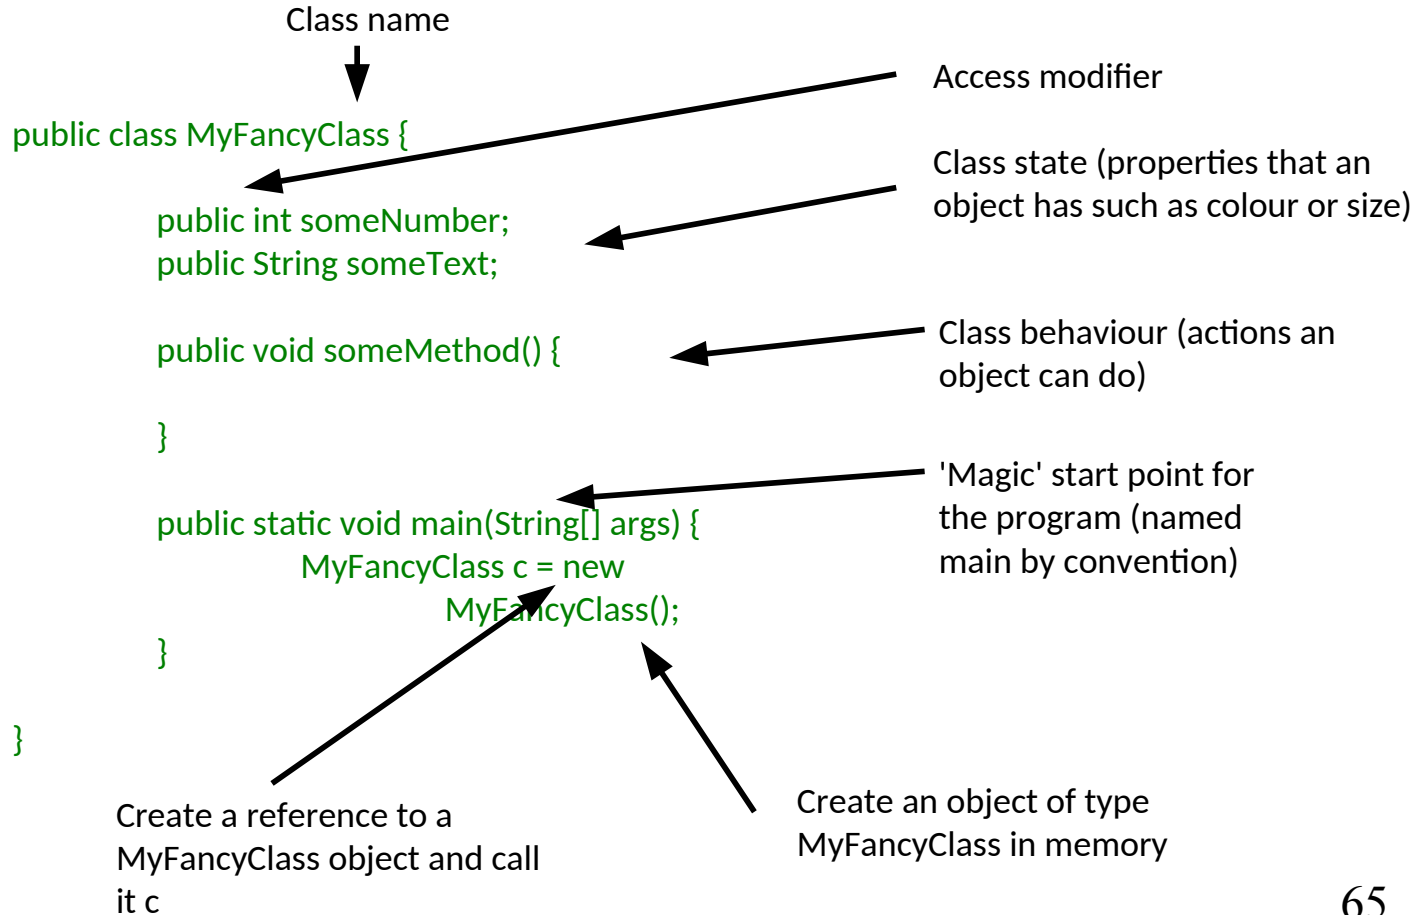 Class name
Access modifier
public class MyFancyClass {
Class state (properties that an
object has such as colour or size)
public int someNumber;
public String someText;
public void someMethod() {
Class behaviour (actions an
object can do)
}
'Magic' start point for
the program (named
main by convention)
public static void main(String[] args) {
MyFancyClass c = new
MyFancyClass();
}
}
Create a reference to a
MyFancyClass object and call
it c
Create an object of type
MyFancyClass in memory
65